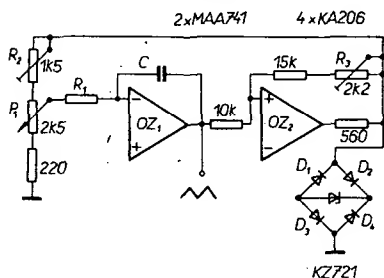 2xMAA741 4xKA206
R2 1k5
C
15k R3
R1
P1 2k5
10k
2k2
-
+
OZ1
+
-
OZ2
560
220
D1 D2
D3 D4
KZ721